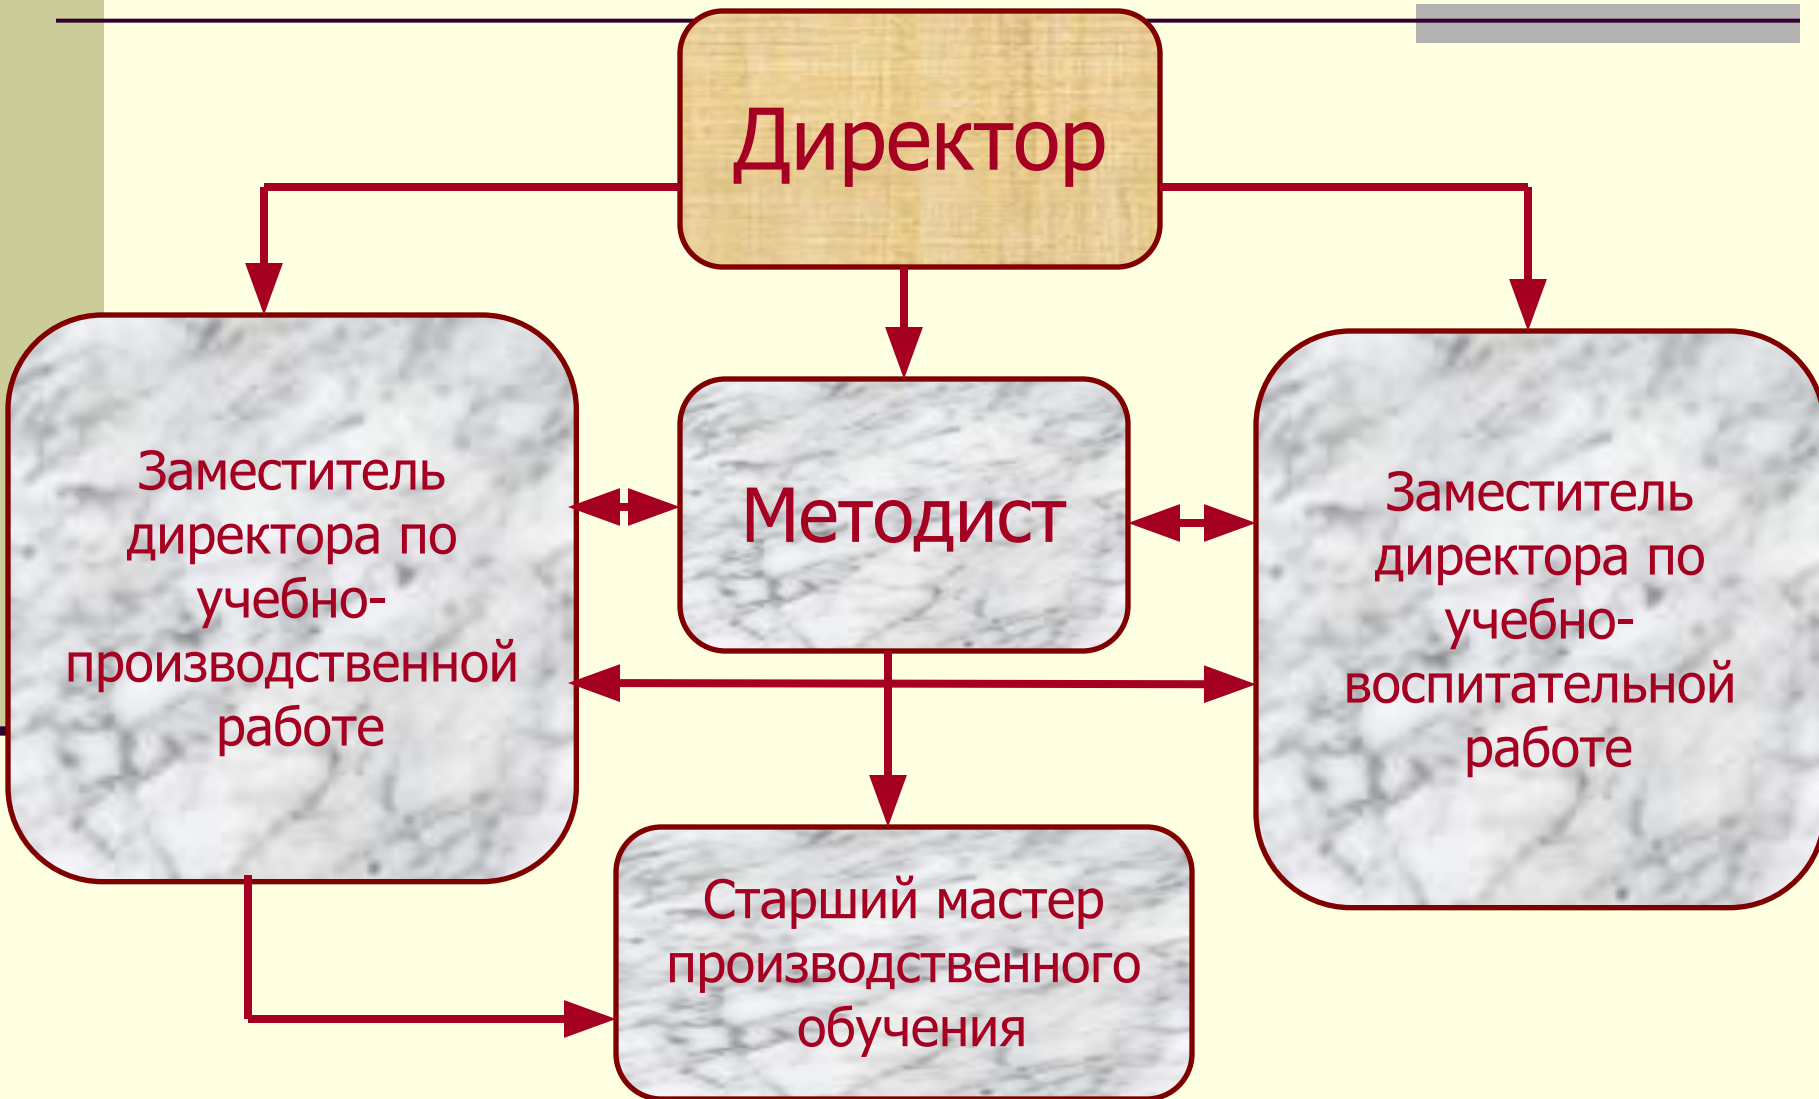 Директор
Заместитель
директора по
учебно-
производственной
работе
Методист
Заместитель
директора по
учебно-
воспитательной
работе
Старший мастер
производственного
обучения